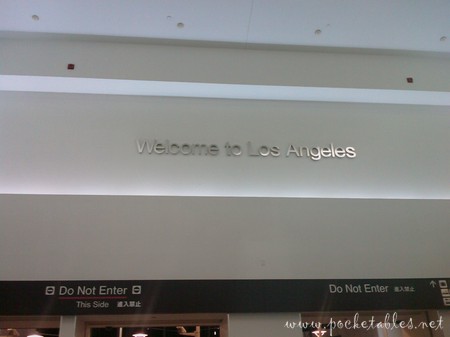 Welcome to Los Angeles
Do Not Enter
This Side 進入禁止
Do Not Enter 進入禁止
www.pocketables.net